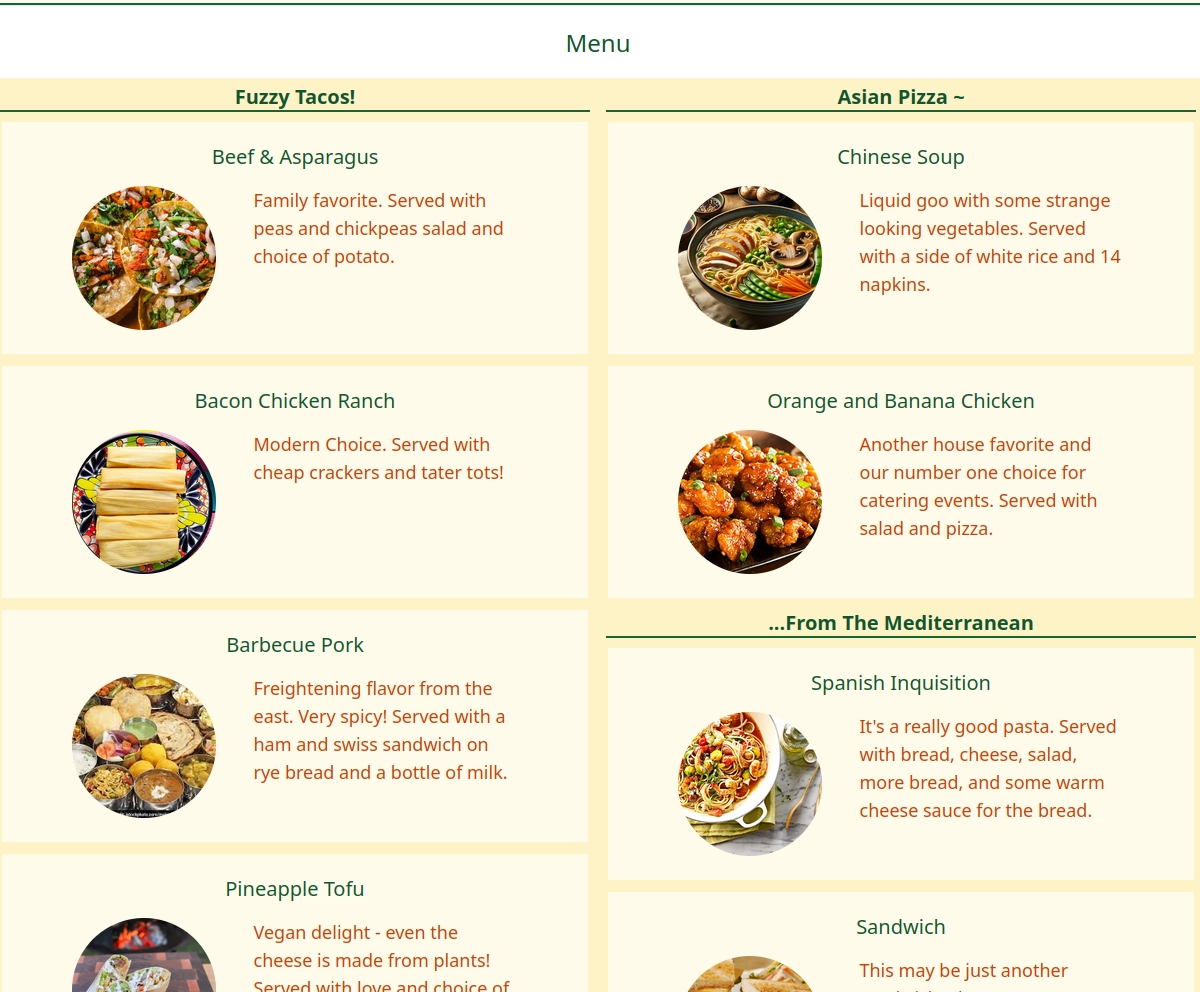 Menu
Fuzzy Tacos!
Beef & Asparagus
Family favorite. Served with
peas and chickpeas salad and
choice of potato.
Bacon Chicken Ranch
Modern Choice. Served with
cheap crackers and tater tots!
Barbecue Pork
Freightening flavor from the
east. Very spicy! Served with a
ham and swiss sandwich on
rye bread and a bottle of milk.
Pineapple Tofu
Vegan delight - even the
cheese is made from plants!
Served with love and choice of
Asian Pizza ~
Chinese Soup
Liquid goo with some strange
looking vegetables. Served
with a side of white rice and 14
napkins.
Orange and Banana Chicken
Another house favorite and
our number one choice for
catering events. Served with
salad and pizza.
...From The Mediterranean
Spanish Inquisition
It's a really good pasta. Served
with bread, cheese, salad,
more bread, and some warm
cheese sauce for the bread.
Sandwich
This may be just another